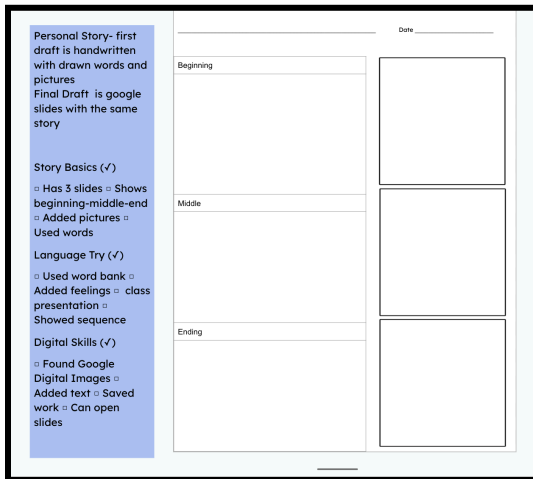 Personal Story- first
draft is handwritten
with drawn words and
pictures
Final Draft  is google
slides with the same
story
Story Basics (✓)
▫ Has 3 slides ▫ Shows
beginning-middle-end
▫ Added pictures ▫
Used words
Language Try (✓)
▫ Used word bank ▫
Added feelings ▫  class
presentation ▫
Showed sequence
Digital Skills (✓)
▫ Found Google
Digital Images ▫
Added text ▫ Saved
work ▫ Can open
slides
Date
Beginning
Middle
Ending